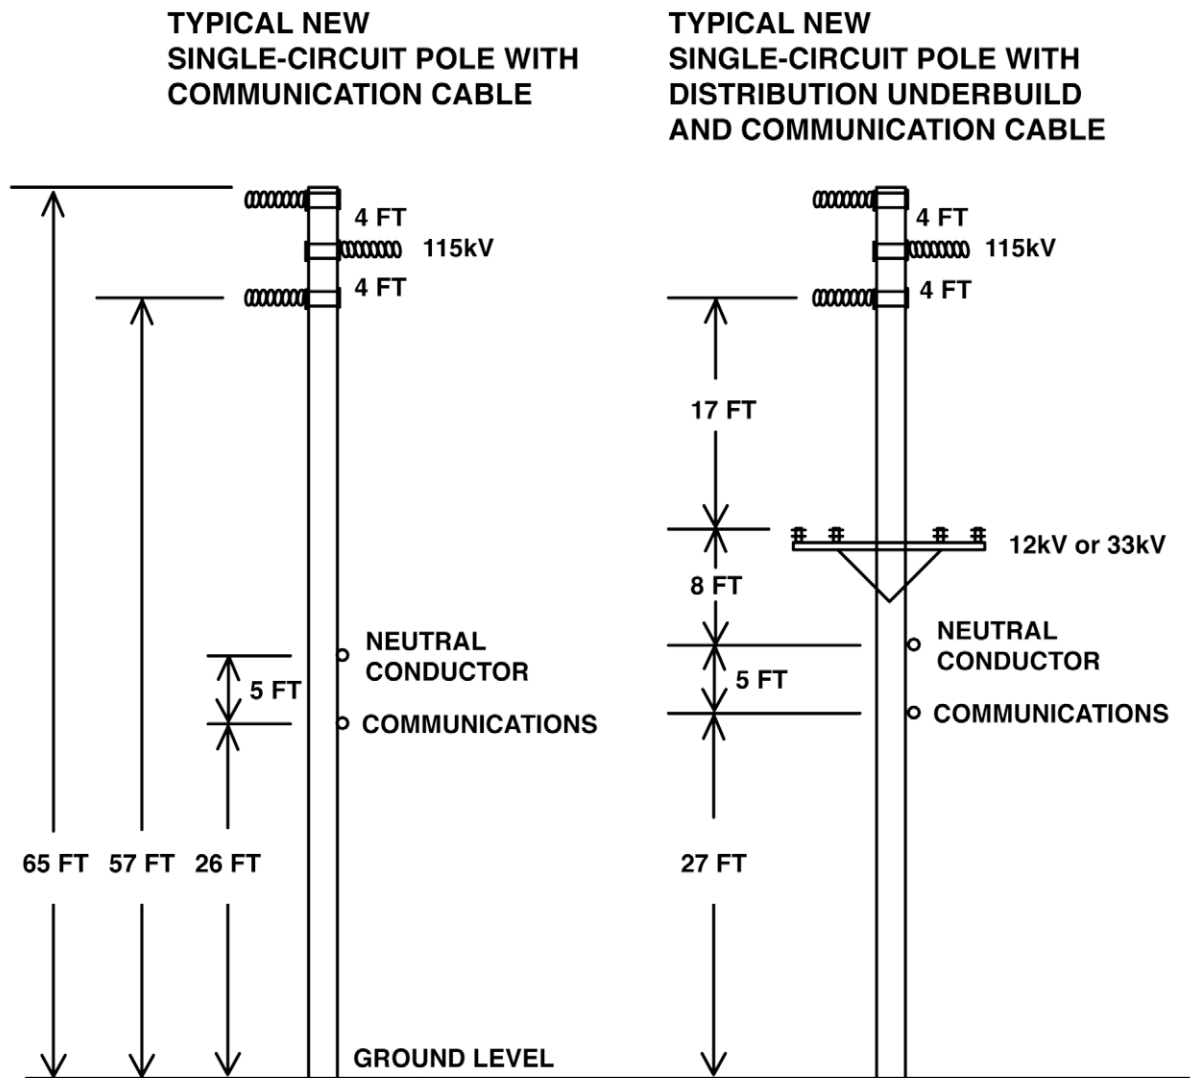 TYPICAL NEW
SINGLE-CIRCUIT POLE WITH
COMMUNICATION CABLE
4 FT
115kV
4 FT
NEUTRAL
CONDUCTOR
5 FT
COMMUNICATIONS
65 FT
57 FT
26 FT
GROUND LEVEL
TYPICAL NEW
SINGLE-CIRCUIT POLE WITH
DISTRIBUTION UNDERBUILD
AND COMMUNICATION CABLE
4 FT
115kV
4 FT
17 FT
12kV or 33kV
8 FT
NEUTRAL
CONDUCTOR
5 FT
COMMUNICATIONS
27 FT